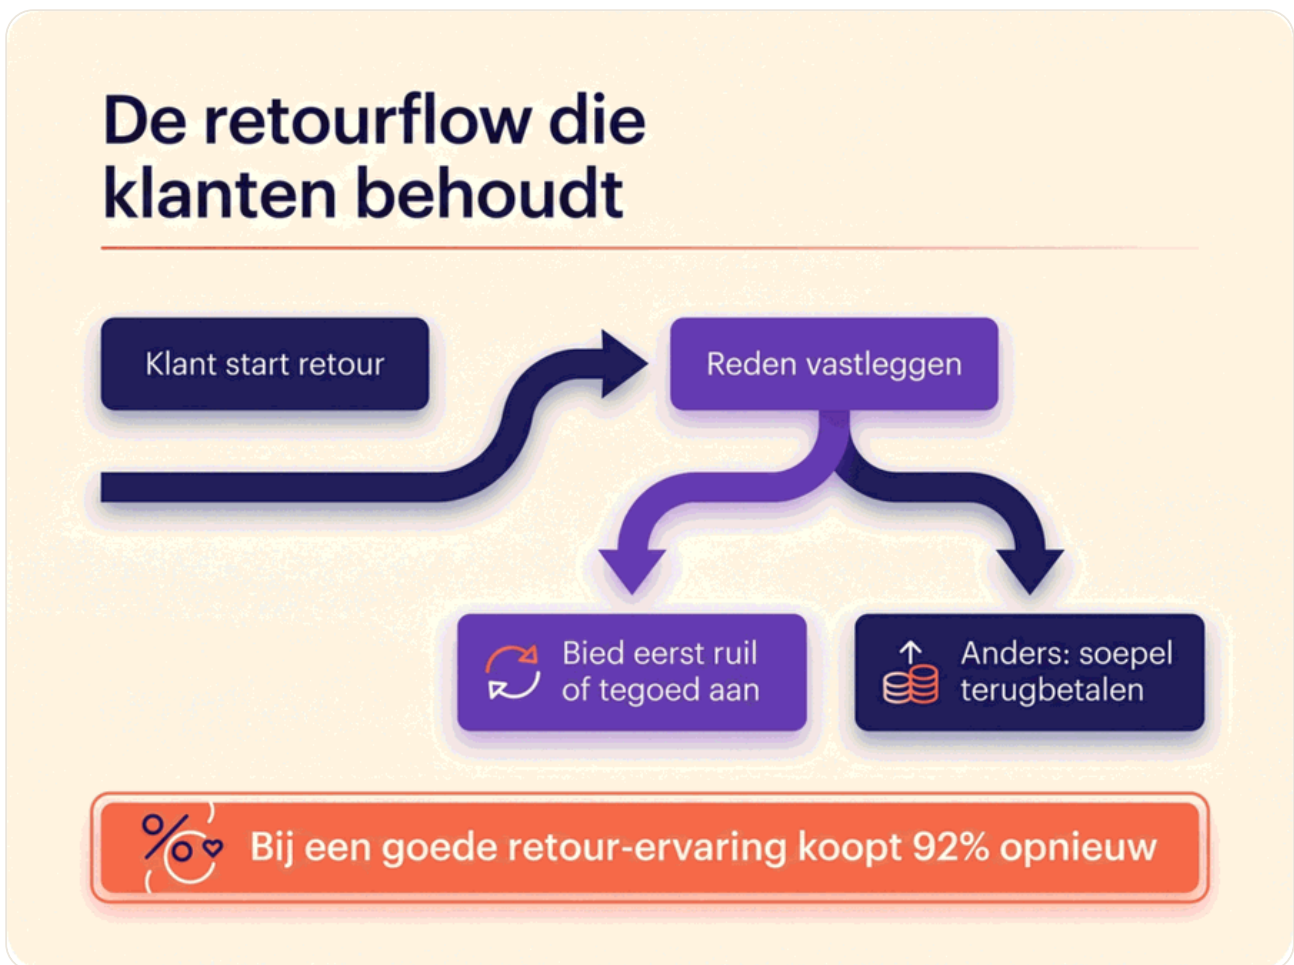 De retourflow die
klanten behoudt
Klant start retour
Reden vastleggen
Bied eerst ruil
of tegoed aan
Anders: soepel
terugbetalen
Bij een goede retour-ervaring koopt 92% opnieuw